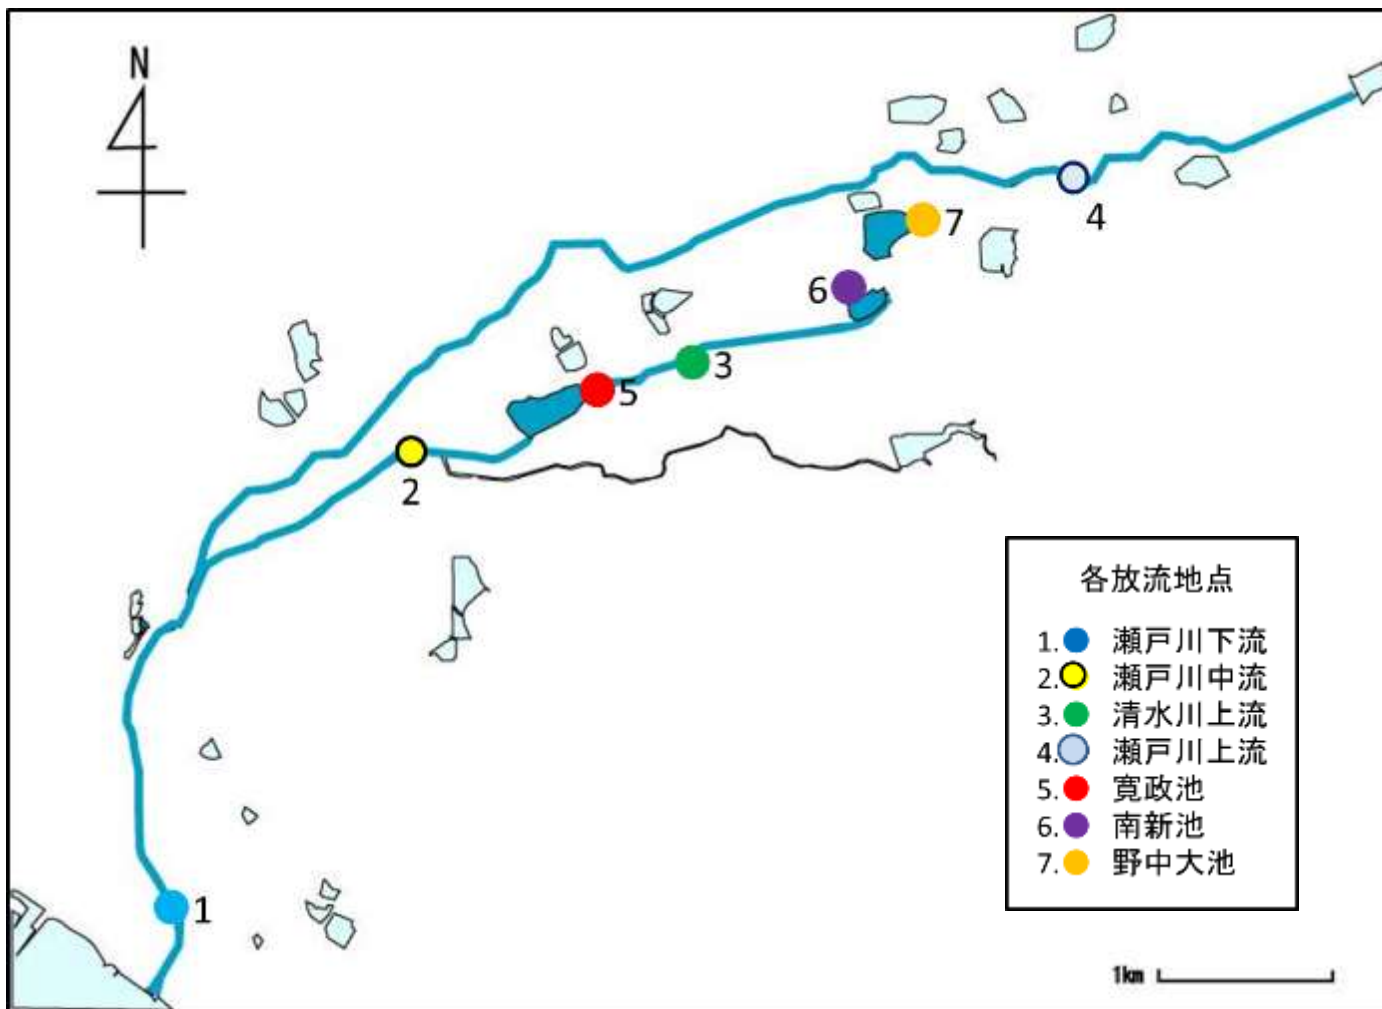 N
4
7
6
3
5
2
1
各放流地点
1. 瀬戸川下流
2. 瀬戸川中流
3. 清水川上流
4. 瀬戸川上流
5. 寛政池
6. 南新池
7. 野中大池
1km